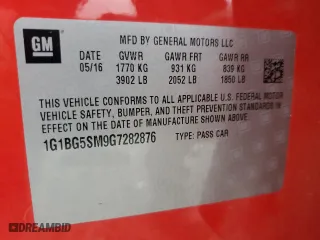 GM
MFD BY GENERAL MOTORS LLC
05/16 GVWR GAWR FRT GAWR RR
1770 KG 931 KG 839 KG
3902 LB 2052 LB 1850 LB
THIS VEHICLE CONFORMS TO ALL APPLICABLE U.S. FEDERAL MOTOR
VEHICLE SAFETY, BUMPER, AND THEFT PREVENTION STANDARDS IN
EFFECT ON THE DATE OF MANUFACTURE SHOWN ABOVE.
1G1BG5SM9G7282876 TYPE: PASS CAR